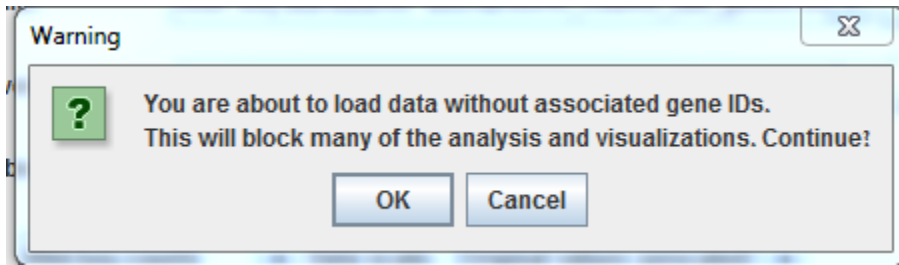 Warning
You are about to load data without associated gene IDs.
This will block many of the analysis and visualizations. Continue?
OK
Cancel